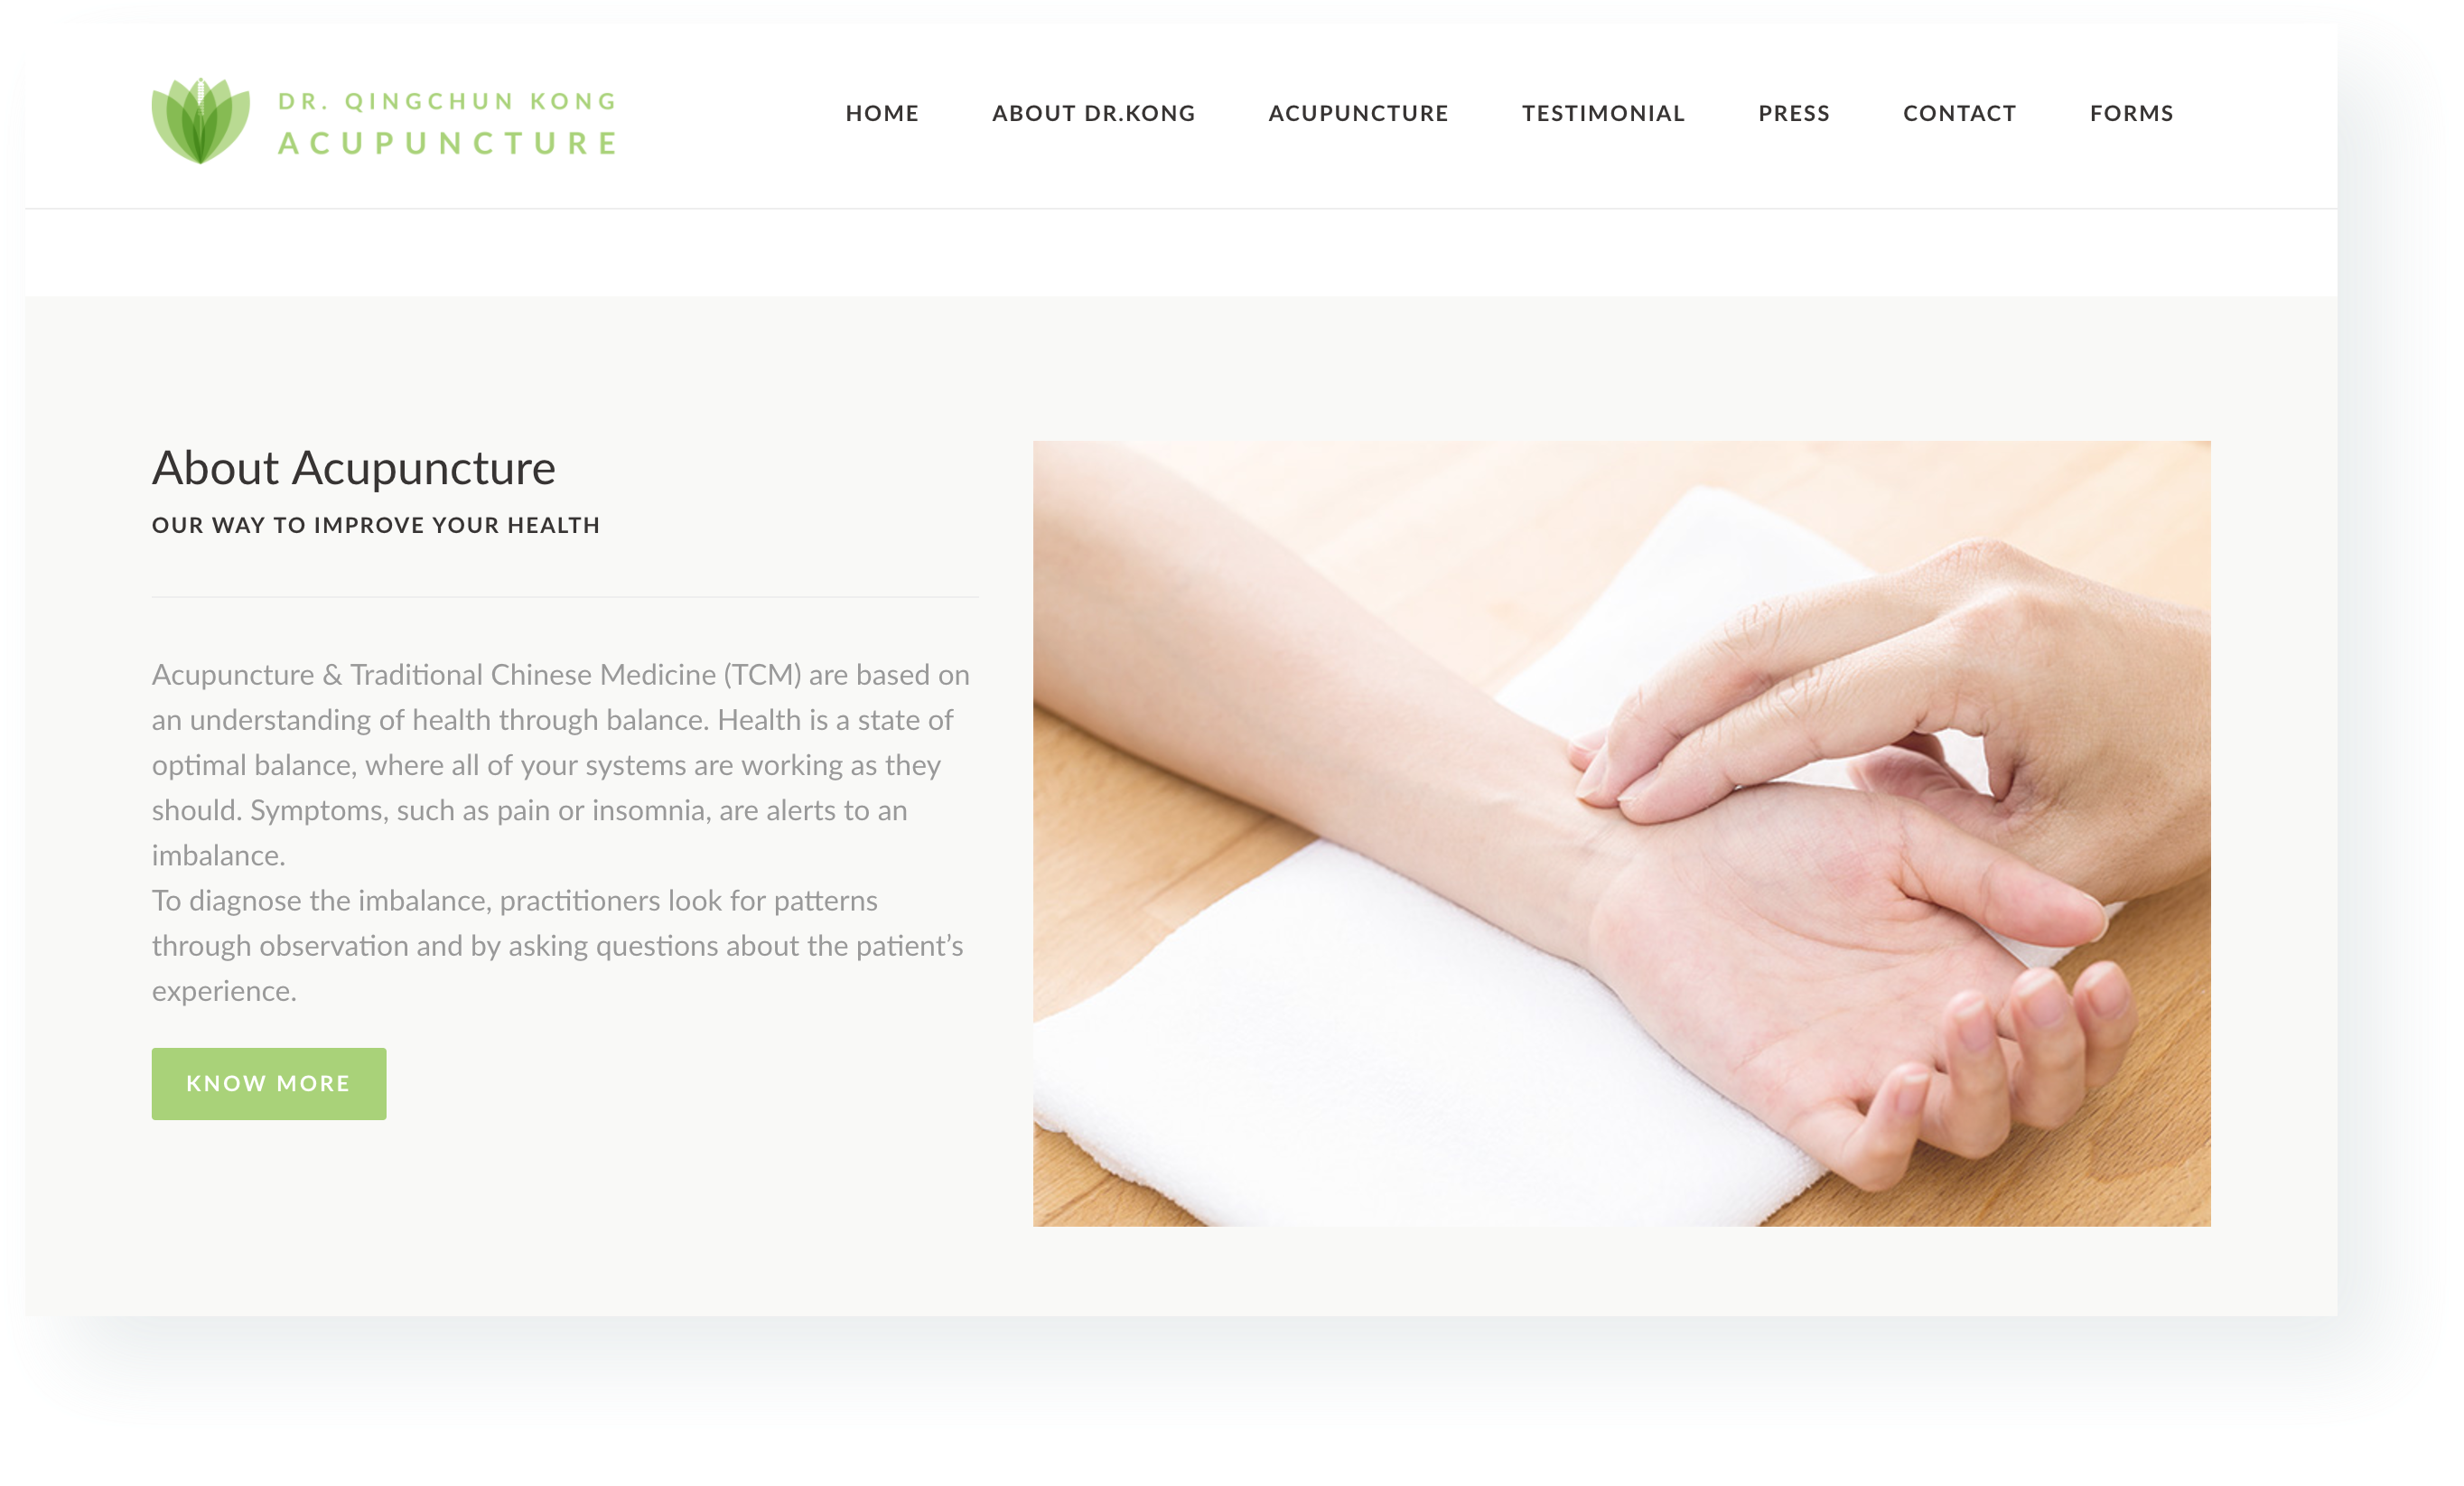 DR. QINGCHUN KONG
ACUPUNCTURE
HOME
ABOUT DR.KONG
ACUPUNCTURE
TESTIMONIAL
PRESS
CONTACT
FORMS
About Acupuncture
OUR WAY TO IMPROVE YOUR HEALTH
Acupuncture & Traditional Chinese Medicine (TCM) are based on
an understanding of health through balance. Health is a state of
optimal balance, where all of your systems are working as they
should. Symptoms, such as pain or insomnia, are alerts to an
imbalance.
To diagnose the imbalance, practitioners look for patterns
through observation and by asking questions about the patient’s
experience.
KNOW MORE